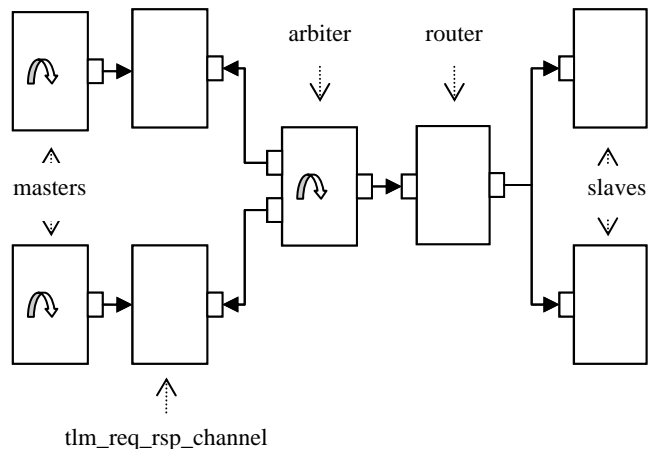 arbiter
router
masters
slaves
tlm_req_rsp_channel